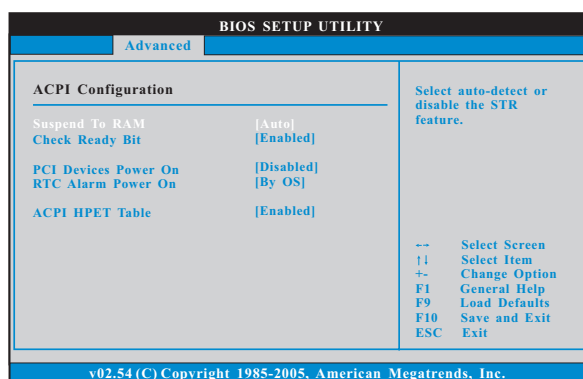 BIOS SETUP UTILITY
Advanced
ACPI Configuration
Suspend To RAM [Auto]
Check Ready Bit [Enabled]
PCI Devices Power On [Disabled]
RTC Alarm Power On [By OS]
ACPI HPET Table [Enabled]
Select auto-detect or
disable the STR
feature.
←→ Select Screen
↑↓ Select Item
+- Change Option
F1 General Help
F9 Load Defaults
F10 Save and Exit
ESC Exit
v02.54 (C) Copyright 1985-2005, American Megatrends, Inc.